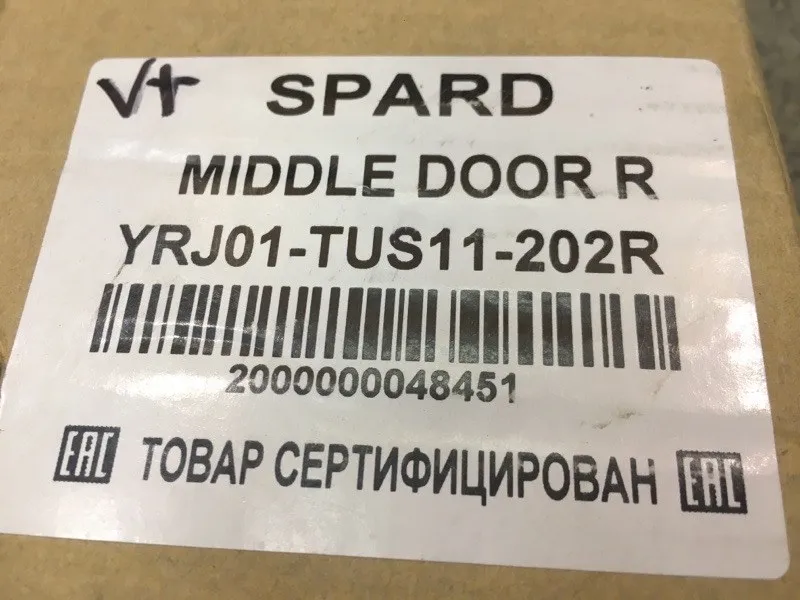 V+ SPARD
MIDDLE DOOR R
YRJ01-TUS11-202R
2000000048451
EAC ТОВАР СЕРТИФИЦИРОВАН EAC